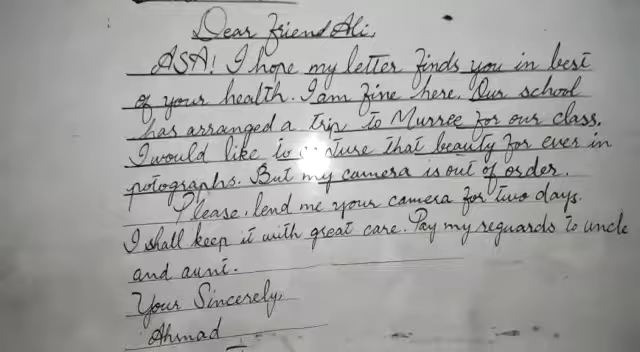 Dear Friend Ali,
ASA! I hope my letter finds you in best
of your health. I am fine here. Our school
has arranged a trip to Murree for our class.
I would like to capture that beauty for ever in
potographs. But my camera is out of order.
Please, lend me your camera for two days.
I shall keep it with great care. Pay my reguards to uncle
and aunt.
Your Sincerely,
Ahmad